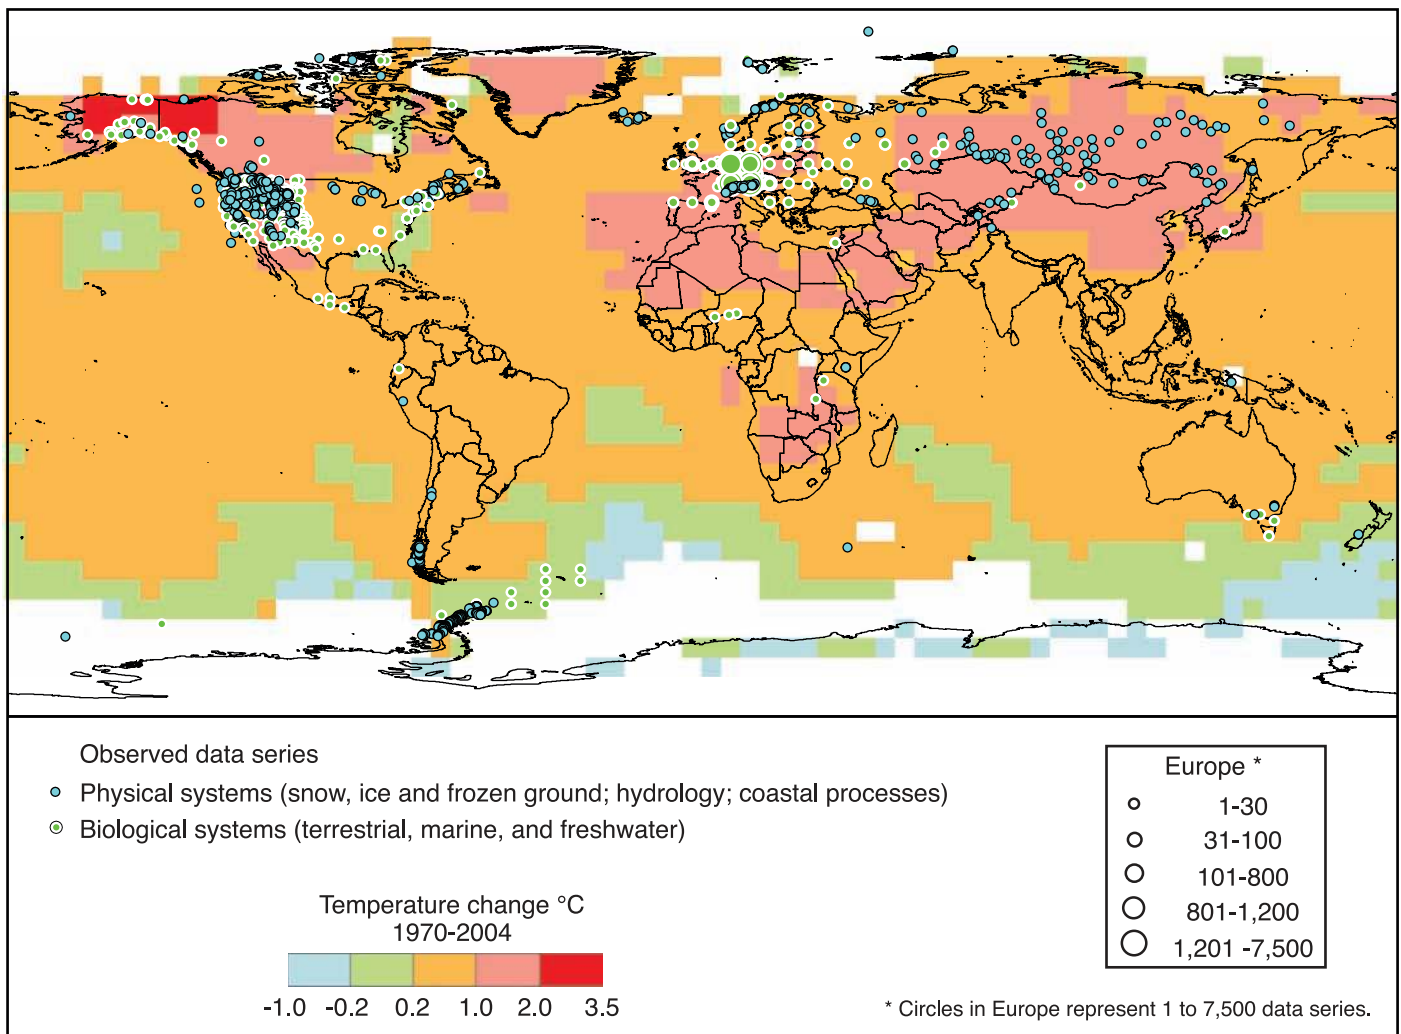 Observed data series
Physical systems (snow, ice and frozen ground; hydrology; coastal processes)
Biological systems (terrestrial, marine, and freshwater)
Temperature change °C
1970-2004
-1.0 -0.2 0.2 1.0 2.0 3.5
Europe *
1-30
31-100
101-800
801-1,200
1,201 -7,500
* Circles in Europe represent 1 to 7,500 data series.